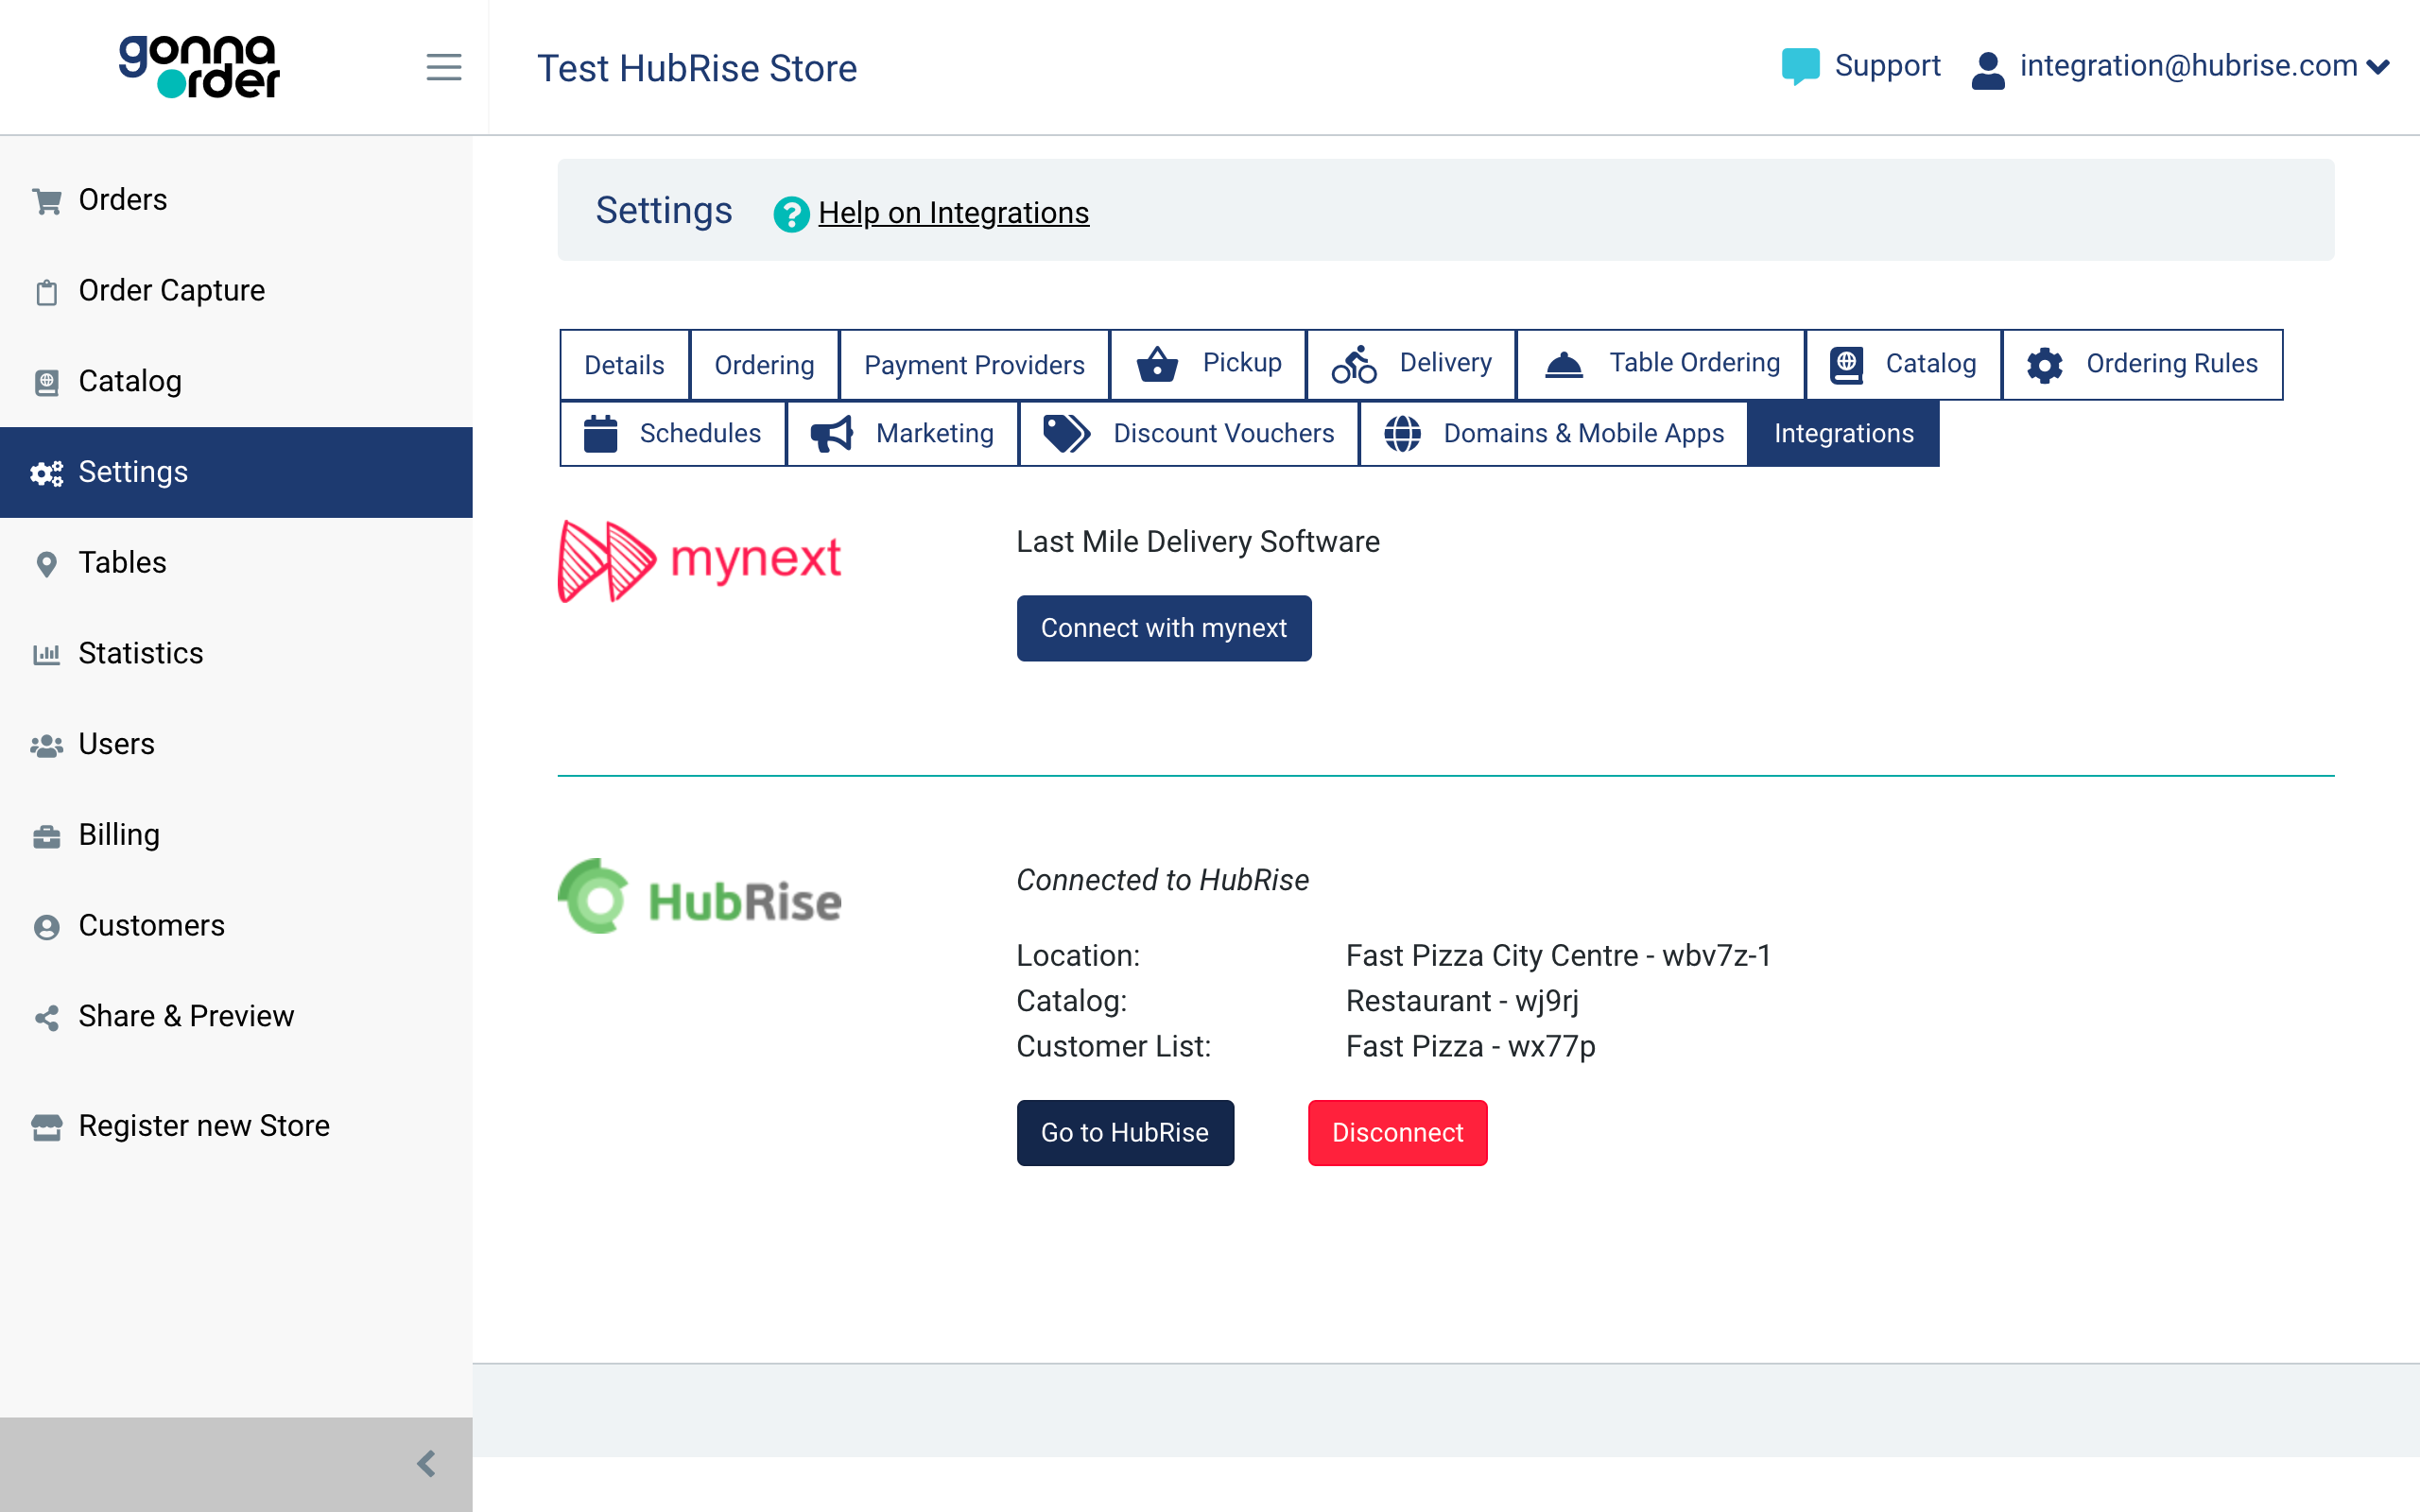 gonna order
Test HubRise Store
Support
integration@hubrise.com
Orders
Order Capture
Catalog
Settings
Tables
Statistics
Users
Billing
Customers
Share & Preview
Register new Store
Settings
Help on Integrations
Details
Ordering
Payment Providers
Pickup
Delivery
Table Ordering
Catalog
Ordering Rules
Schedules
Marketing
Discount Vouchers
Domains & Mobile Apps
Integrations
mynext
Last Mile Delivery Software
Connect with mynext
HubRise
Connected to HubRise
Location: Fast Pizza City Centre - wbv7z-1
Catalog: Restaurant - wj9rj
Customer List: Fast Pizza - wx77p
Go to HubRise
Disconnect